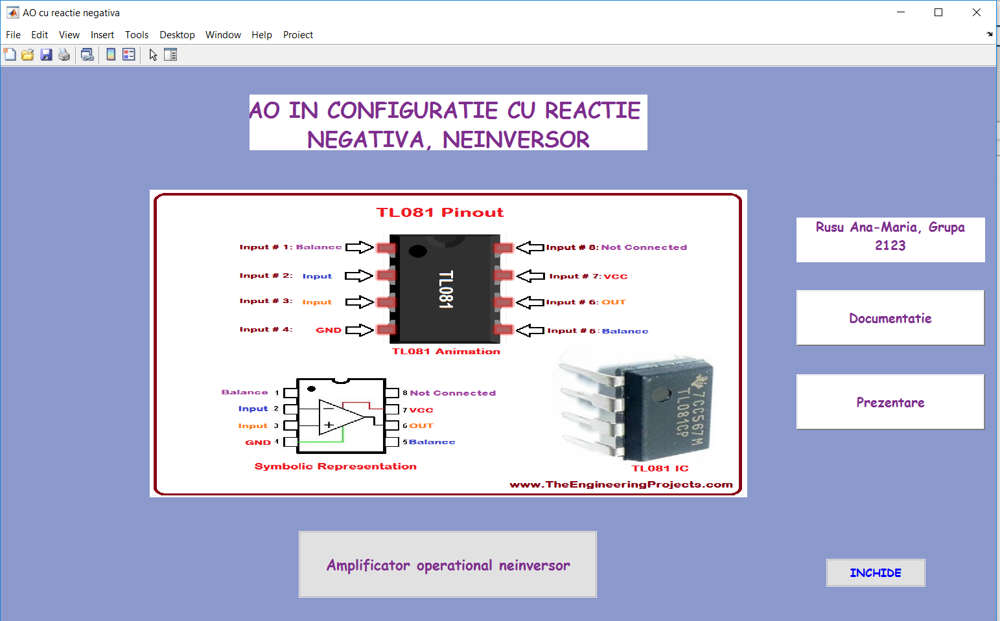 AO cu reactie negativa
File Edit View Insert Tools Desktop Window Help Proiect
AO IN CONFIGURATIE CU REACTIE
NEGATIVA, NEINVERSOR
TL081 Pinout
Input # 1: Balance
Input # 2: Input
Input # 3: Input
Input # 4: GND
TL081
Input # 8: Not Connected
Input # 7: VCC
Input # 6: OUT
Input # 5: Balance
TL081 Animation
Balance 1
Input 2
Input 3
GND 4
8 Not Connected
7 VCC
6 OUT
5 Balance
Symbolic Representation
7CC567M
TL081CP
TL081 IC
www.TheEngineeringProjects.com
Rusu Ana-Maria, Grupa
2123
Documentatie
Prezentare
Amplificator operational neinversor
INCHIDE